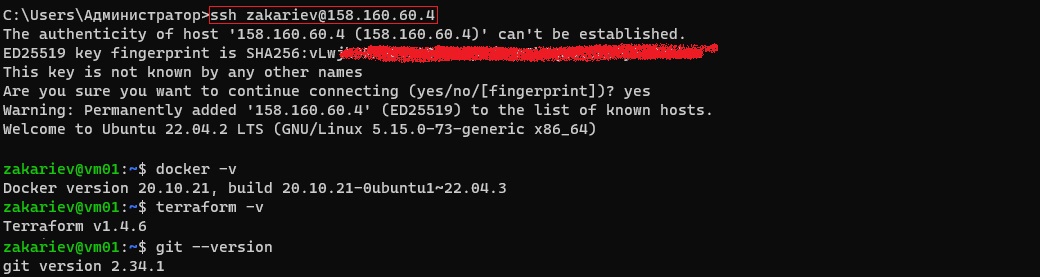 C:\Users\Администратор>ssh zakariev@158.160.60.4
The authenticity of host '158.160.60.4 (158.160.60.4)' can't be established.
ED25519 key fingerprint is SHA256:vLw
This key is not known by any other names
Are you sure you want to continue connecting (yes/no/[fingerprint])? yes
Warning: Permanently added '158.160.60.4' (ED25519) to the list of known hosts.
Welcome to Ubuntu 22.04.2 LTS (GNU/Linux 5.15.0-73-generic x86_64)
zakariev@vm01:~$ docker -v
Docker version 20.10.21, build 20.10.21-0ubuntu1~22.04.3
zakariev@vm01:~$ terraform -v
Terraform v1.4.6
zakariev@vm01:~$ git --version
git version 2.34.1